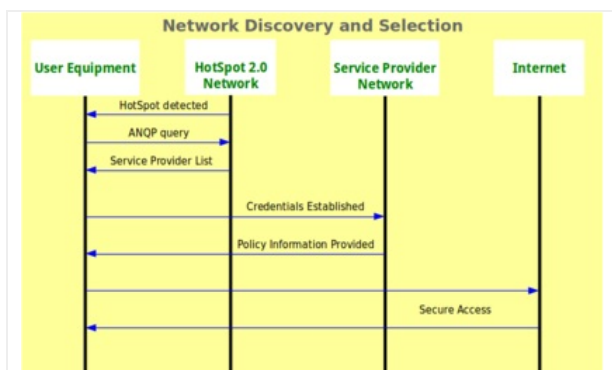 Network Discovery and Selection
User Equipment
HotSpot 2.0
Network
Service Provider
Network
Internet
HotSpot detected
ANQP query
Service Provider List
Credentials Established
Policy Information Provided
Secure Access